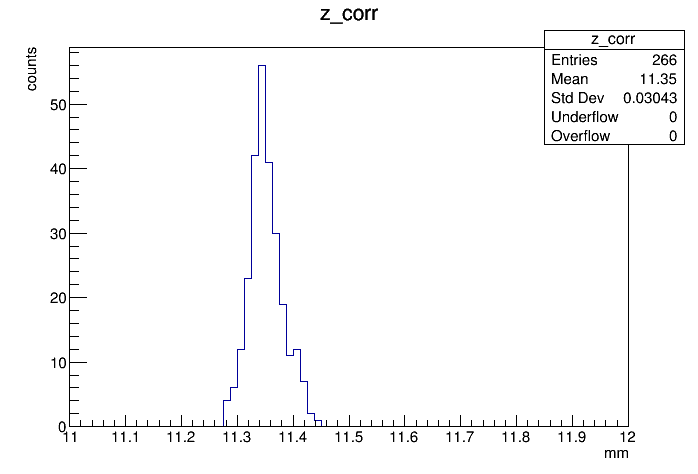 z_corr
counts
z_corr
Entries 266
Mean 11.35
Std Dev 0.03043
Underflow 0
Overflow 0
50
40
30
20
10
0
11 11.1 11.2 11.3 11.4 11.5 11.6 11.7 11.8 11.9 12
mm